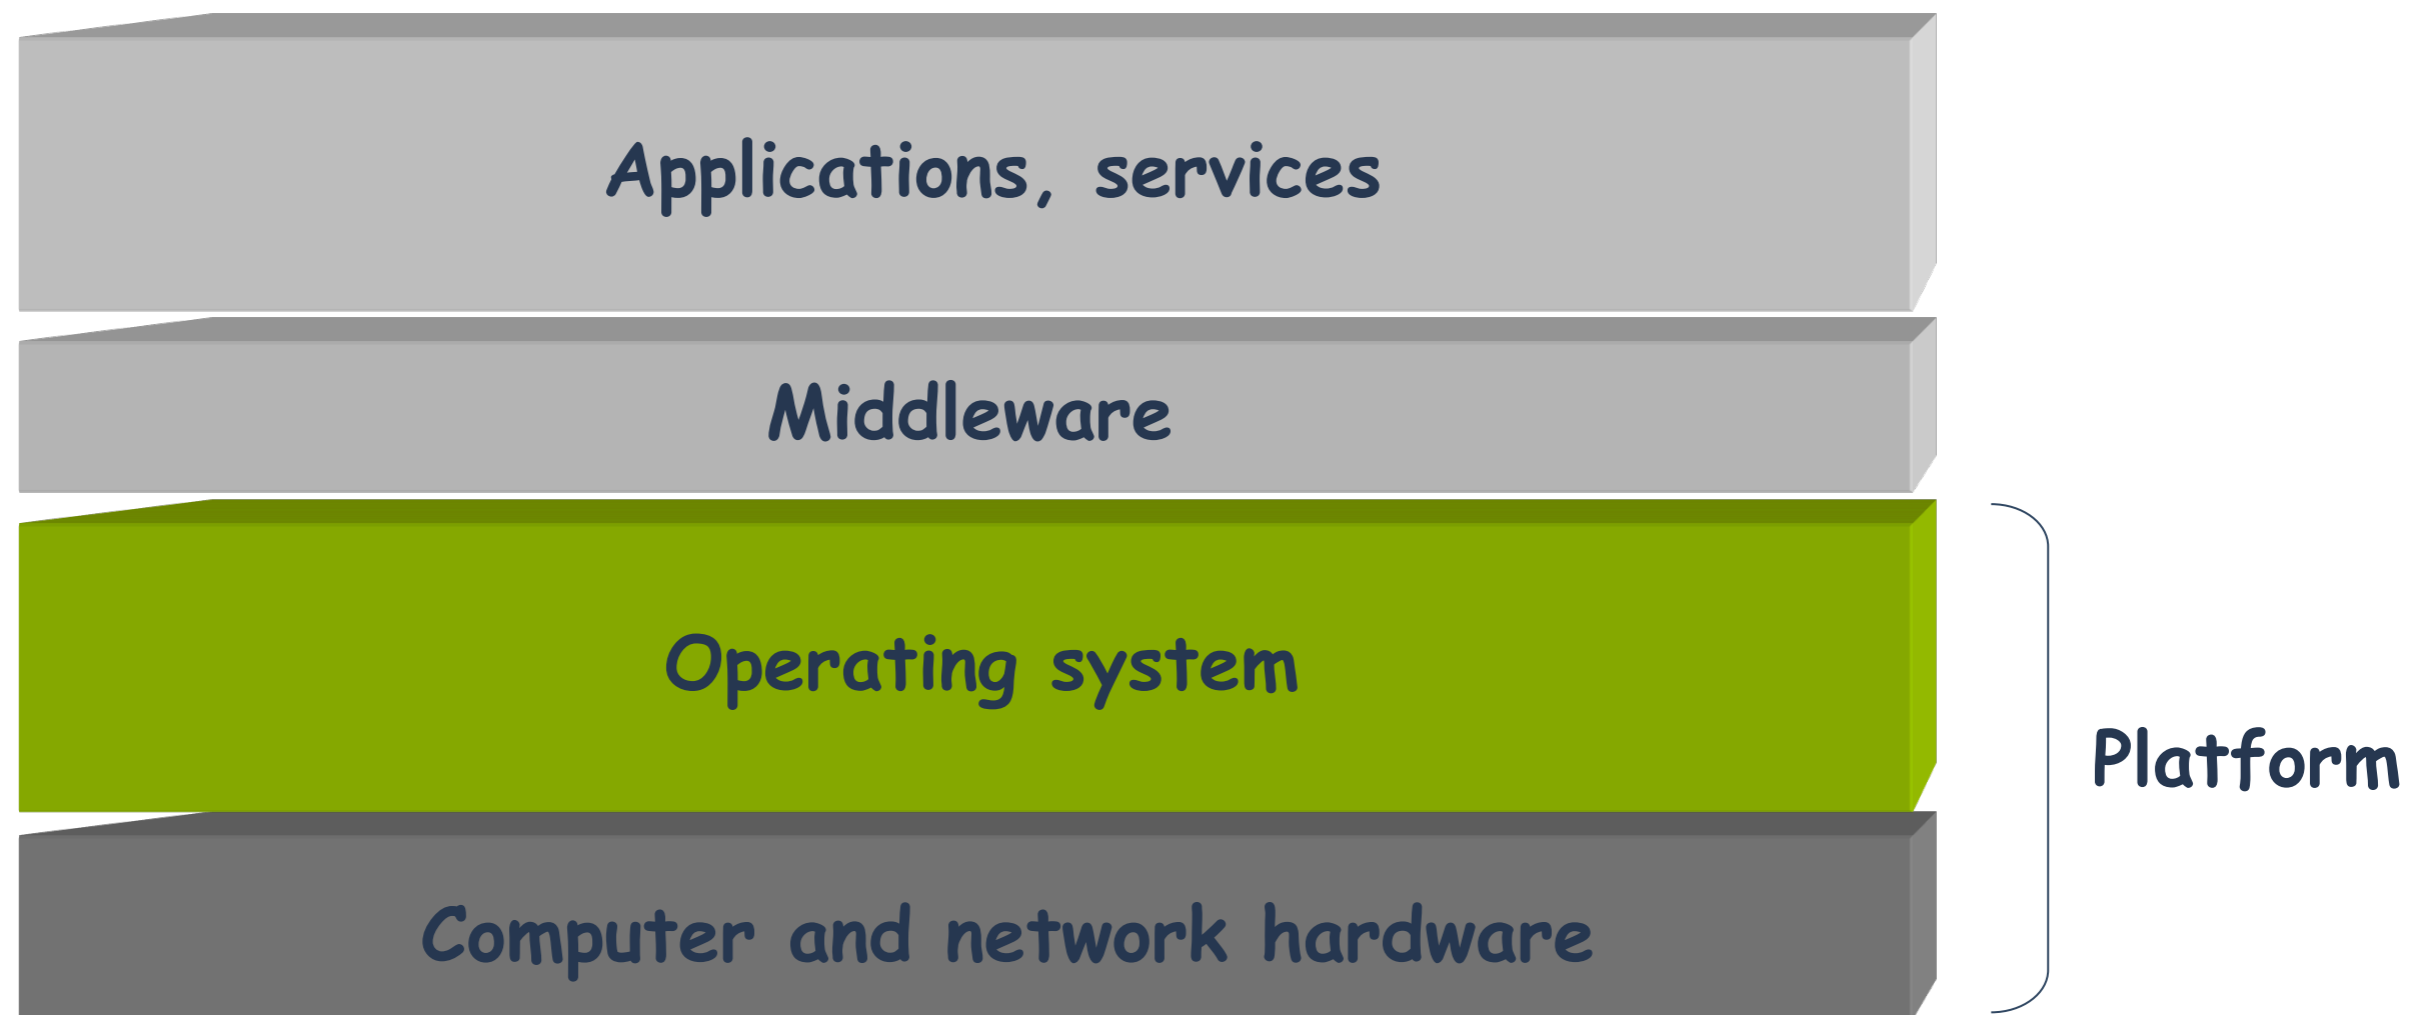 Applications, services
Middleware
Operating system
Platform
Computer and network hardware